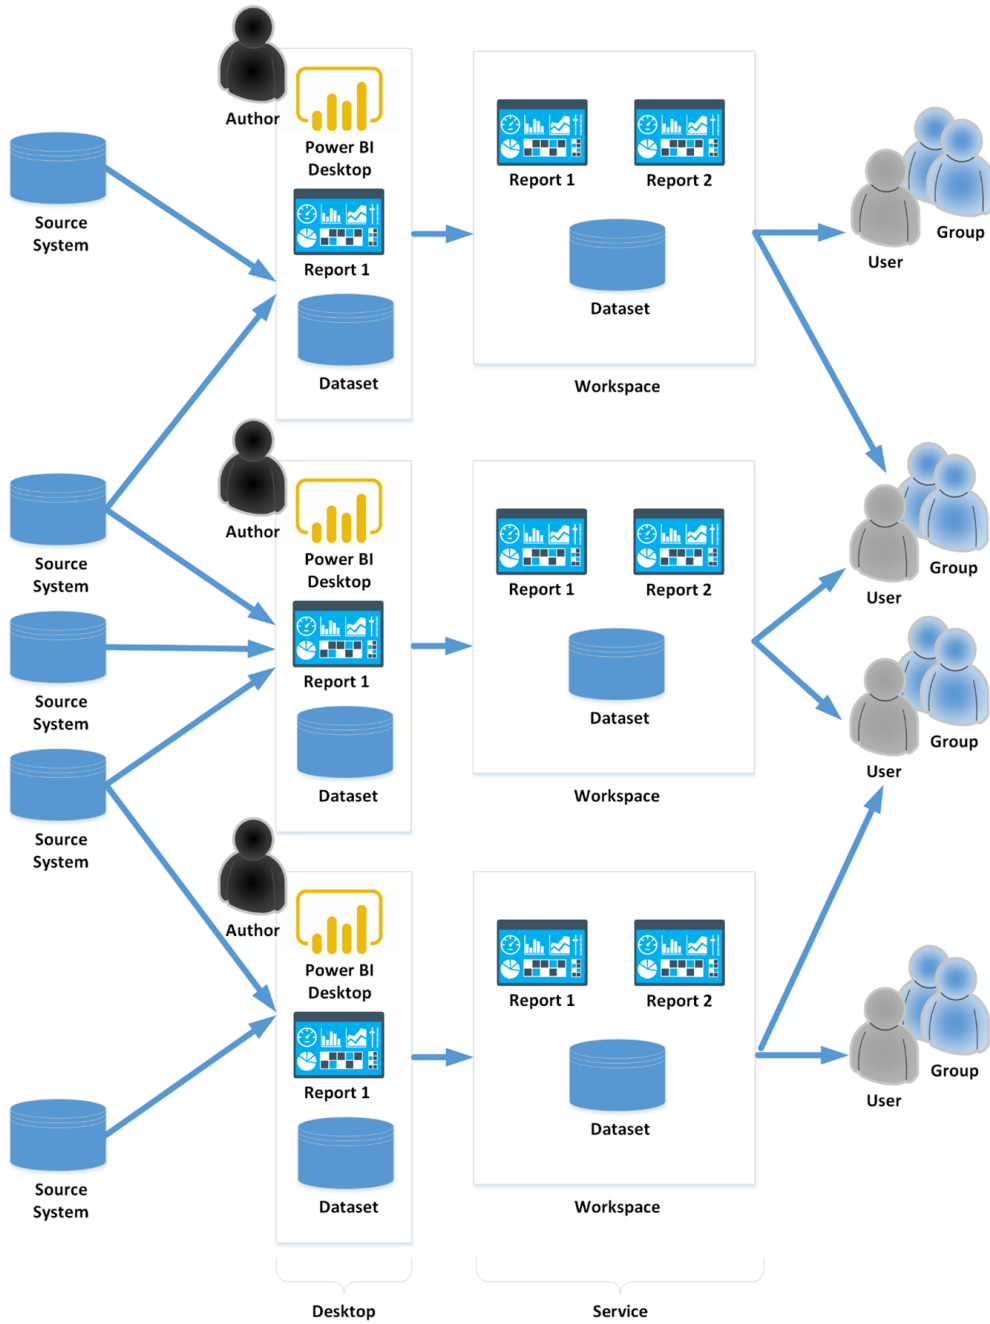 Author
Power BI
Desktop
Report 1
Dataset
Report 1
Report 2
Dataset
Workspace
Source
System
User
Group
Author
Power BI
Desktop
Report 1
Dataset
Report 1
Report 2
Dataset
Workspace
Source
System
Source
System
Source
System
User
Group
User
Group
Author
Power BI
Desktop
Report 1
Dataset
Report 1
Report 2
Dataset
Workspace
Source
System
User
Group
Desktop
Service